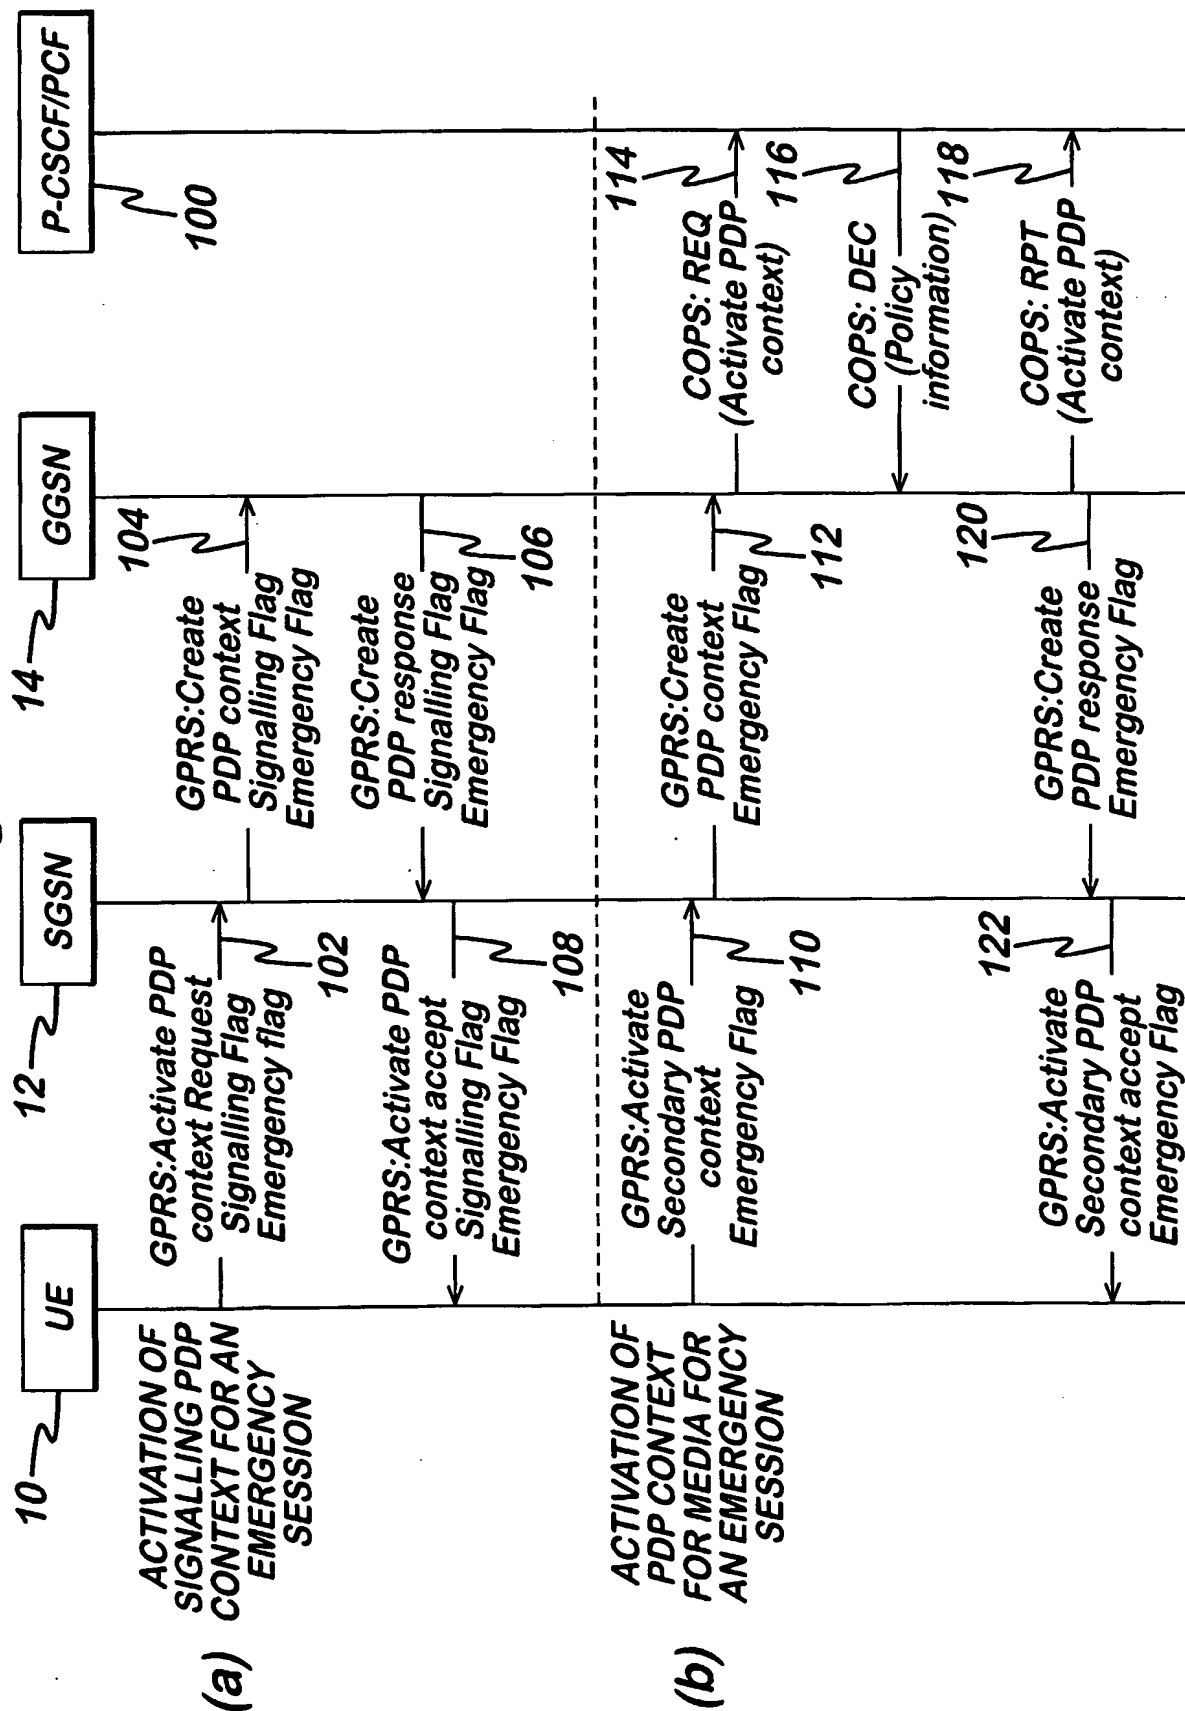 10
UE
12
SGSN
14
GGSN
P-CSCF/PCF
100
(a)
ACTIVATION OF
SIGNALLING PDP
CONTEXT FOR AN
EMERGENCY
SESSION
GPRS:Activate PDP
context Request
Signalling Flag
Emergency flag
102
GPRS:Create
PDP context
Signalling Flag
Emergency Flag
104
GPRS:Create
PDP response
Signalling Flag
Emergency Flag
106
GPRS:Activate PDP
context accept
Signalling Flag
Emergency Flag
108
(b)
ACTIVATION OF
PDP CONTEXT
FOR MEDIA FOR
AN EMERGENCY
SESSION
GPRS:Activate
Secondary PDP
context
Emergency Flag
110
GPRS:Create
PDP context
Emergency Flag
112
COPS: REQ
(Activate PDP
context)
114
COPS: DEC
(Policy
information)
116
COPS: RPT
(Activate PDP
context)
118
GPRS:Create
PDP response
Emergency Flag
120
GPRS:Activate
Secondary PDP
context accept
Emergency Flag
122